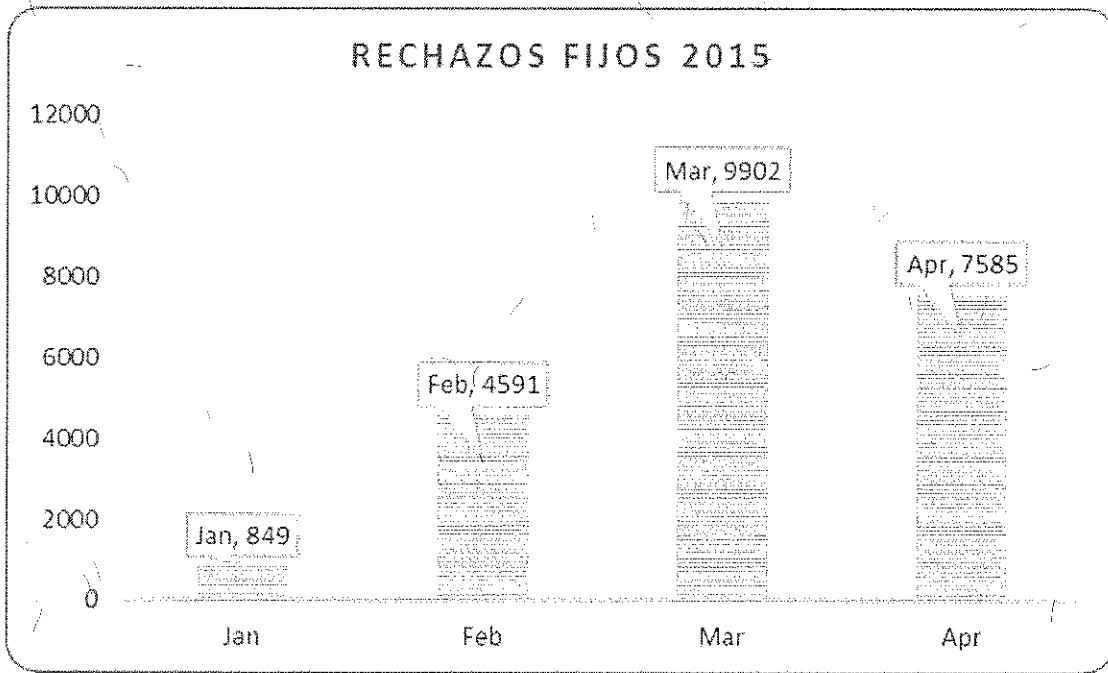 RECHAZOS FIJOS 2015
12000
10000
8000
6000
4000
2000
0
Mar, 9902
Apr, 7585
Feb, 4591
Jan, 849
Jan Feb Mar Apr